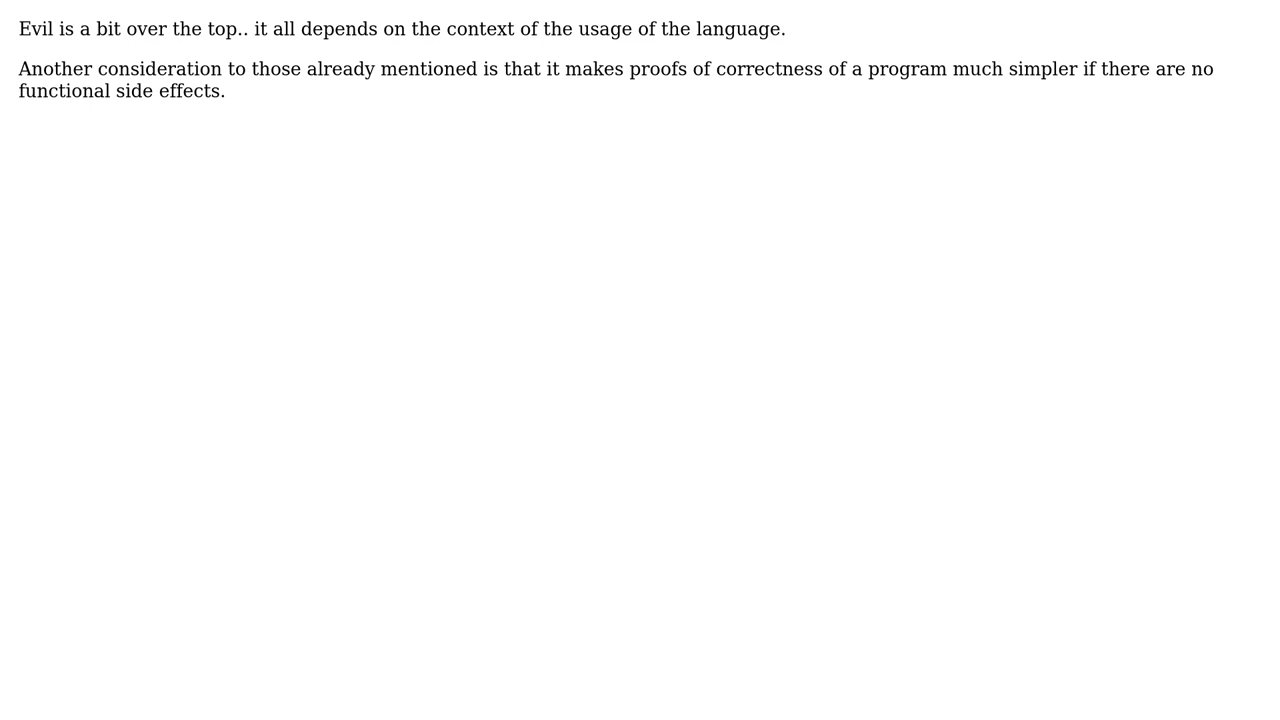 Evil is a bit over the top.. it all depends on the context of the usage of the language.
Another consideration to those already mentioned is that it makes proofs of correctness of a program much simpler if there are no
functional side effects.